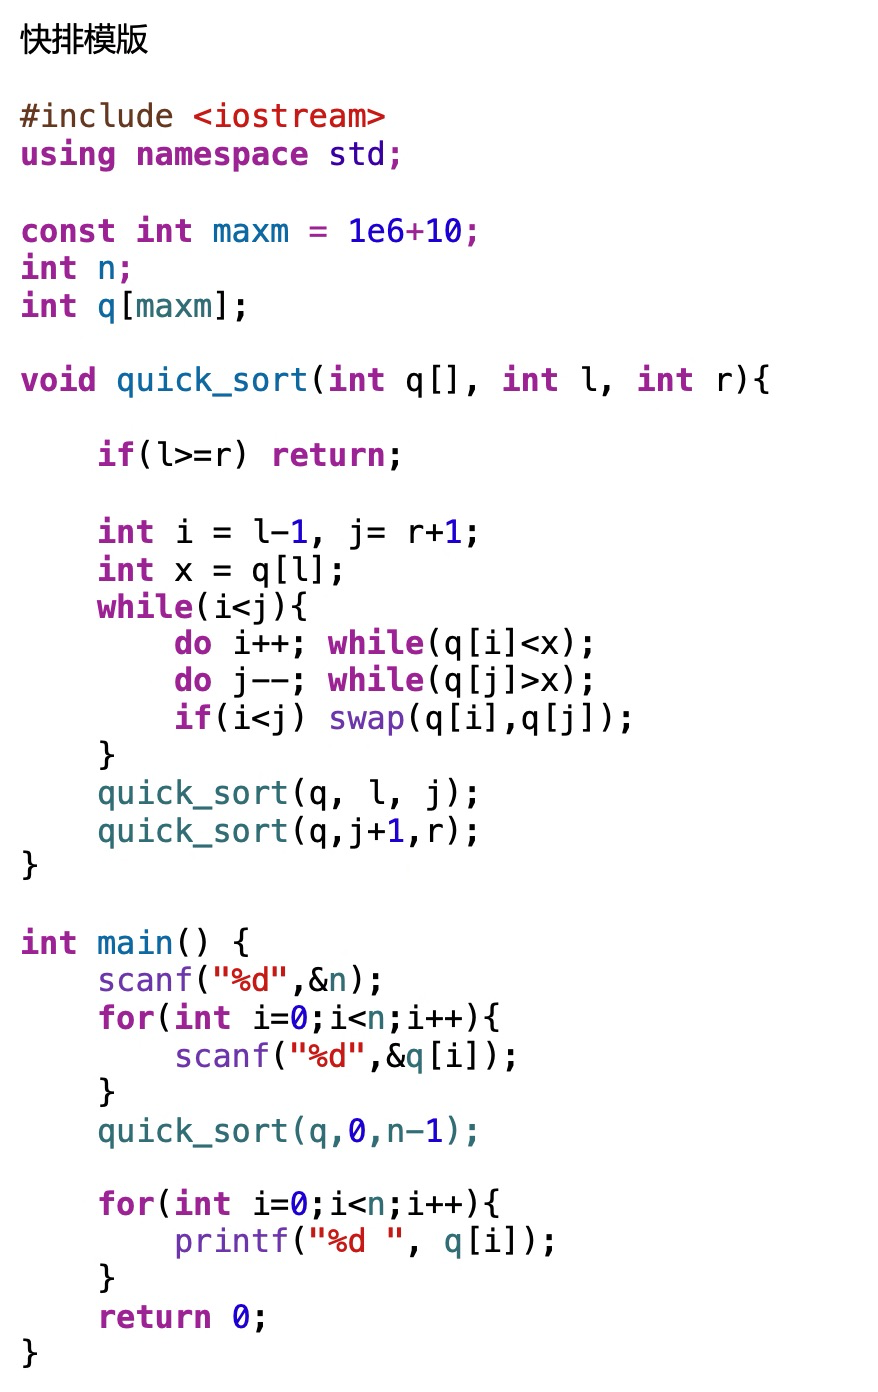 快排模版
#include <iostream>
using namespace std;
const int maxm = 1e6+10;
int n;
int q[maxm];
void quick_sort(int q[], int l, int r){
    if(l>=r) return;
    int i = l-1, j= r+1;
    int x = q[l];
    while(i<j){
        do i++; while(q[i]<x);
        do j--; while(q[j]>x);
        if(i<j) swap(q[i],q[j]);
    }
    quick_sort(q, l, j);
    quick_sort(q,j+1,r);
}
int main() {
    scanf("%d",&n);
    for(int i=0;i<n;i++){
        scanf("%d",&q[i]);
    }
    quick_sort(q,0,n-1);
    for(int i=0;i<n;i++){
        printf("%d ", q[i]);
    }
    return 0;
}